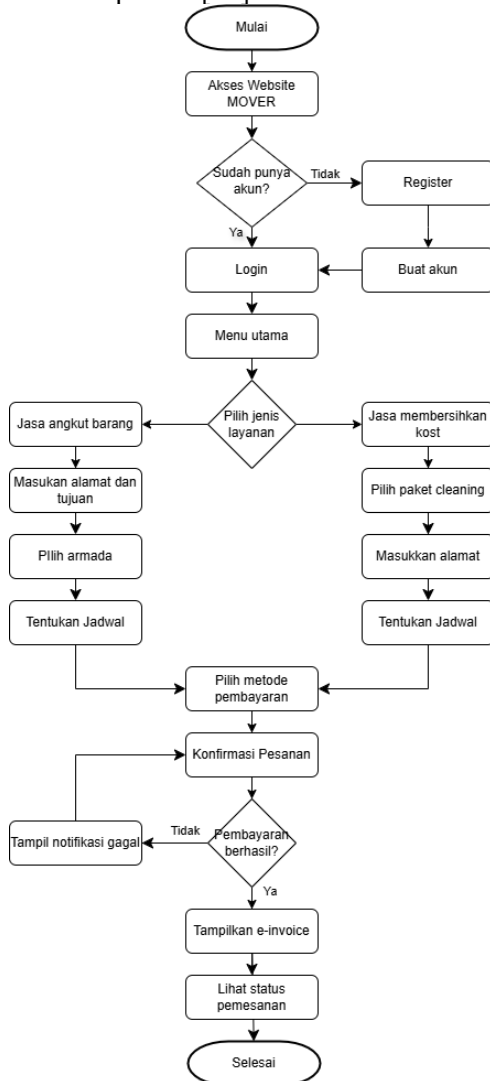 Mulai
Akses Website
MOVER
Sudah punya
akun?
Tidak
Register
Ya
Login
Buat akun
Menu utama
Pilih jenis
layanan
Jasa angkut barang
Jasa membersihkan
kost
Masukan alamat dan
tujuan
Pilih paket cleaning
PIlih armada
Masukkan alamat
Tentukan Jadwal
Tentukan Jadwal
Pilih metode
pembayaran
Konfirmasi Pesanan
Tampil notifikasi gagal
Tidak
Pembayaran
berhasil?
Ya
Tampilkan e-invoice
Lihat status
pemesanan
Selesai